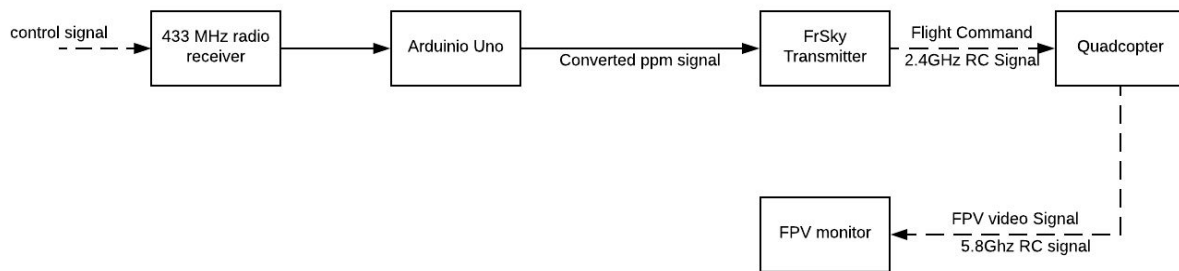 control signal
433 MHz radio
receiver
Arduinio Uno
Converted ppm signal
FrSky
Transmitter
Flight Command
2.4GHz RC Signal
Quadcopter
FPV monitor
FPV video Signal
5.8Ghz RC signal